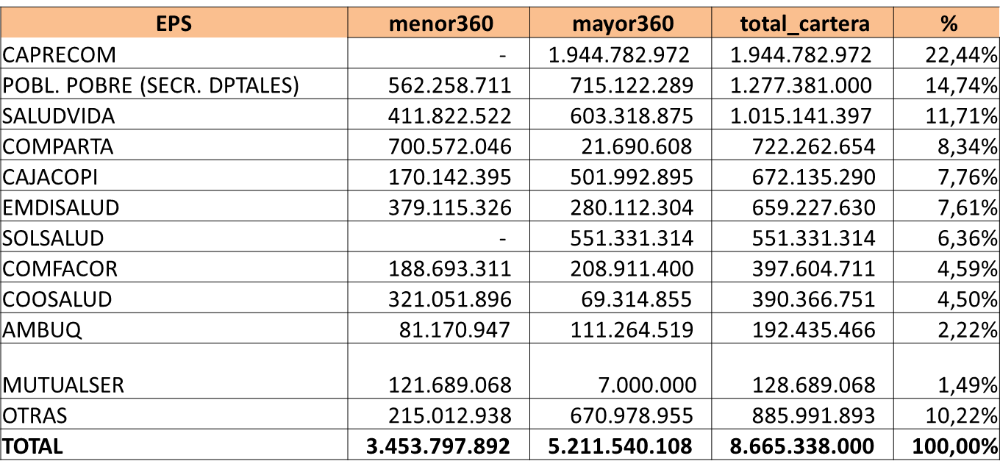 EPS menor360 mayor360 total_cartera %
CAPRECOM - 1.944.782.972 1.944.782.972 22,44%
POBL. POBRE (SECR. DPTALES) 562.258.711 715.122.289 1.277.381.000 14,74%
SALUDVIDA 411.822.522 603.318.875 1.015.141.397 11,71%
COMPARTA 700.572.046 21.690.608 722.262.654 8,34%
CAJACOPI 170.142.395 501.992.895 672.135.290 7,76%
EMDISALUD 379.115.326 280.112.304 659.227.630 7,61%
SOLSALUD - 551.331.314 551.331.314 6,36%
COMFACOR 188.693.311 208.911.400 397.604.711 4,59%
COOSALUD 321.051.896 69.314.855 390.366.751 4,50%
AMBUQ 81.170.947 111.264.519 192.435.466 2,22%
MUTUALSER 121.689.068 7.000.000 128.689.068 1,49%
OTRAS 215.012.938 670.978.955 885.991.893 10,22%
TOTAL 3.453.797.892 5.211.540.108 8.665.338.000 100,00%